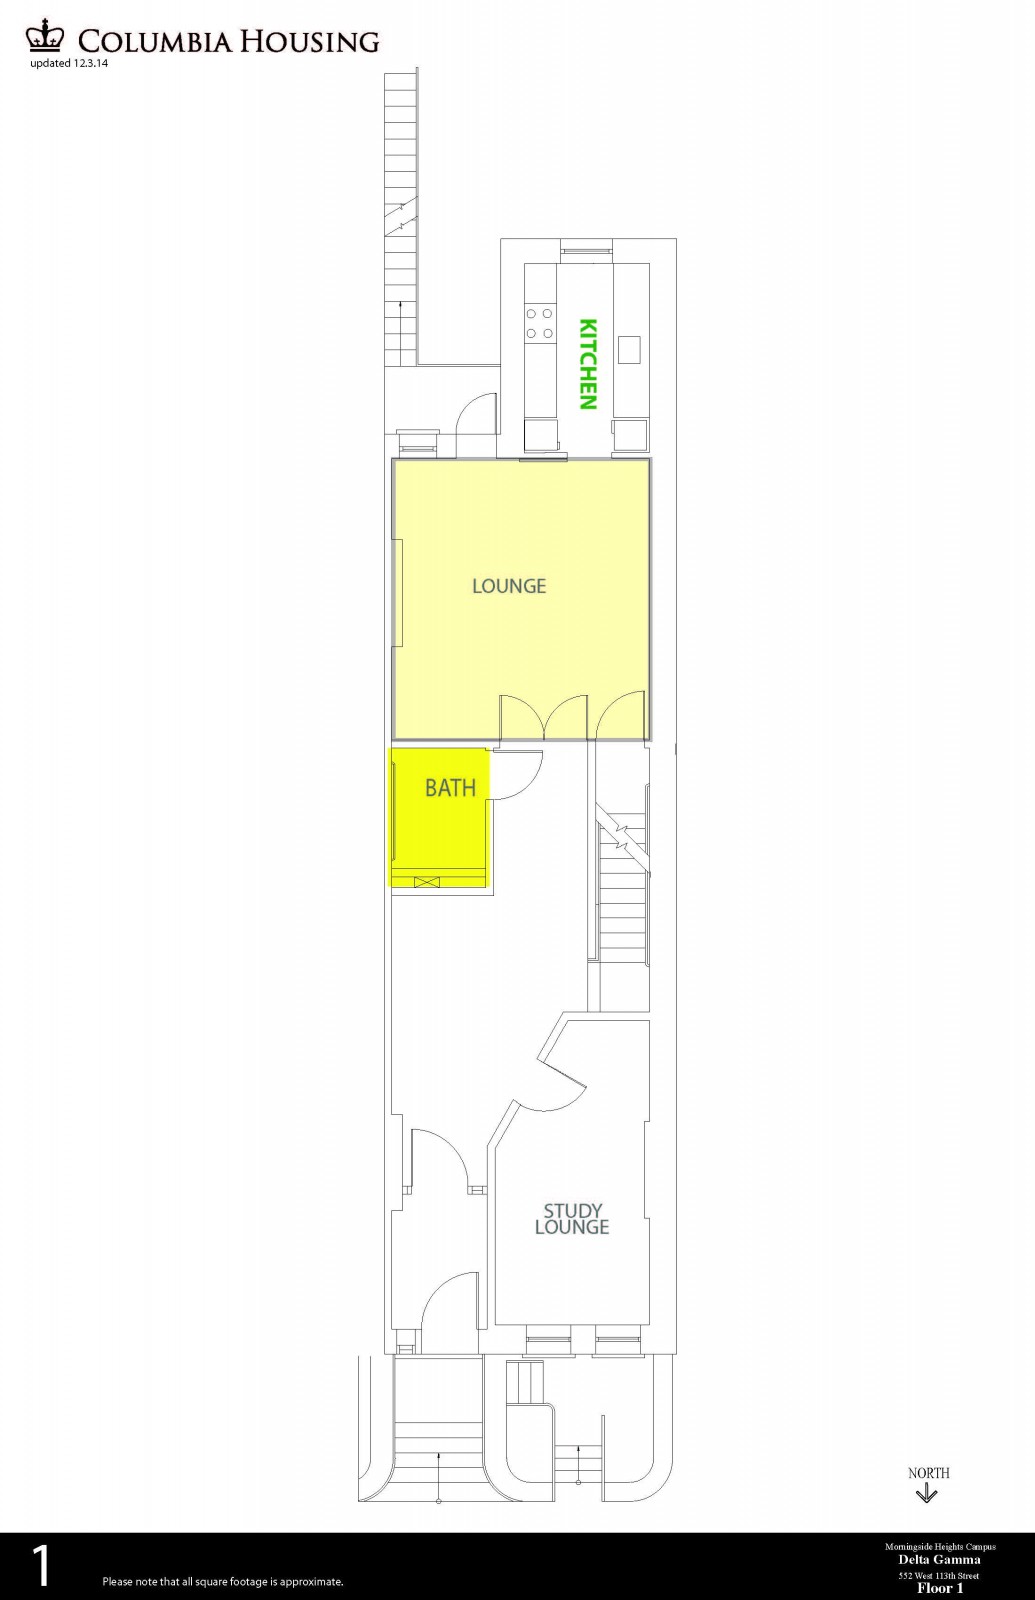 COLUMBIA HOUSING
updated 12.3.14
KITCHEN
LOUNGE
BATH
STUDY
LOUNGE
NORTH
1
Please note that all square footage is approximate.
Morningside Heights Campus
Delta Gamma
552 West 113th Street
Floor 1